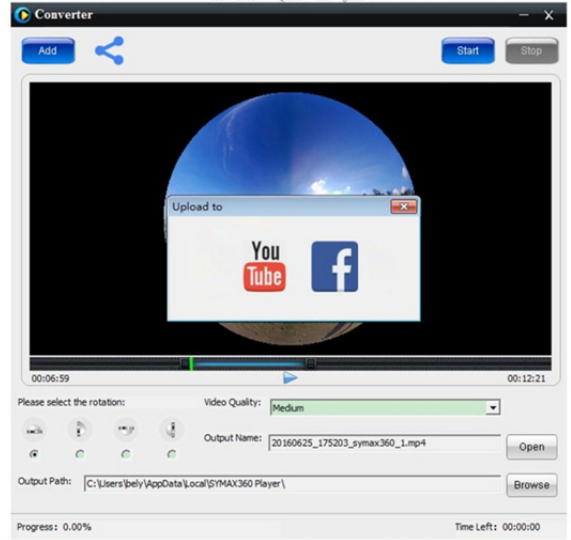 Converter
Add
Start
Stop
Upload to
You
Tube
f
00:06:59
00:12:21
Please select the rotation:
Video Quality:
Medium
Output Name:
20160625_175203_symax360_1.mp4
Open
Output Path:
C:\Users\bely\AppData\Local\SYMAX360 Player\
Browse
Progress: 0.00%
Time Left: 00:00:00